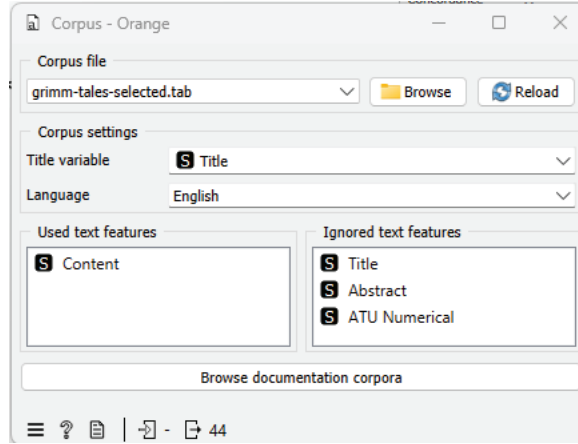 Corpus - Orange
Corpus file
grimm-tales-selected.tab
Browse
Reload
Corpus settings
Title variable
S Title
Language
English
Used text features
Ignored text features
S Content
S Title
S Abstract
S ATU Numerical
Browse documentation corpora
? - 44